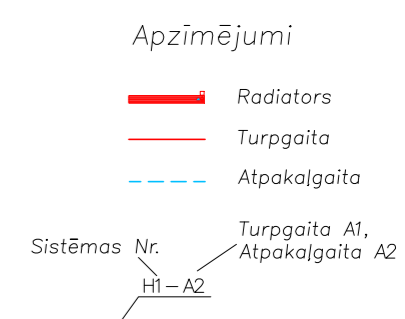 Apzīmējumi
Radiators
Turpgaita
Atpakaļgaita
Sistēmas Nr.
Turpgaita A1,
Atpakaļgaita A2
H1-A2